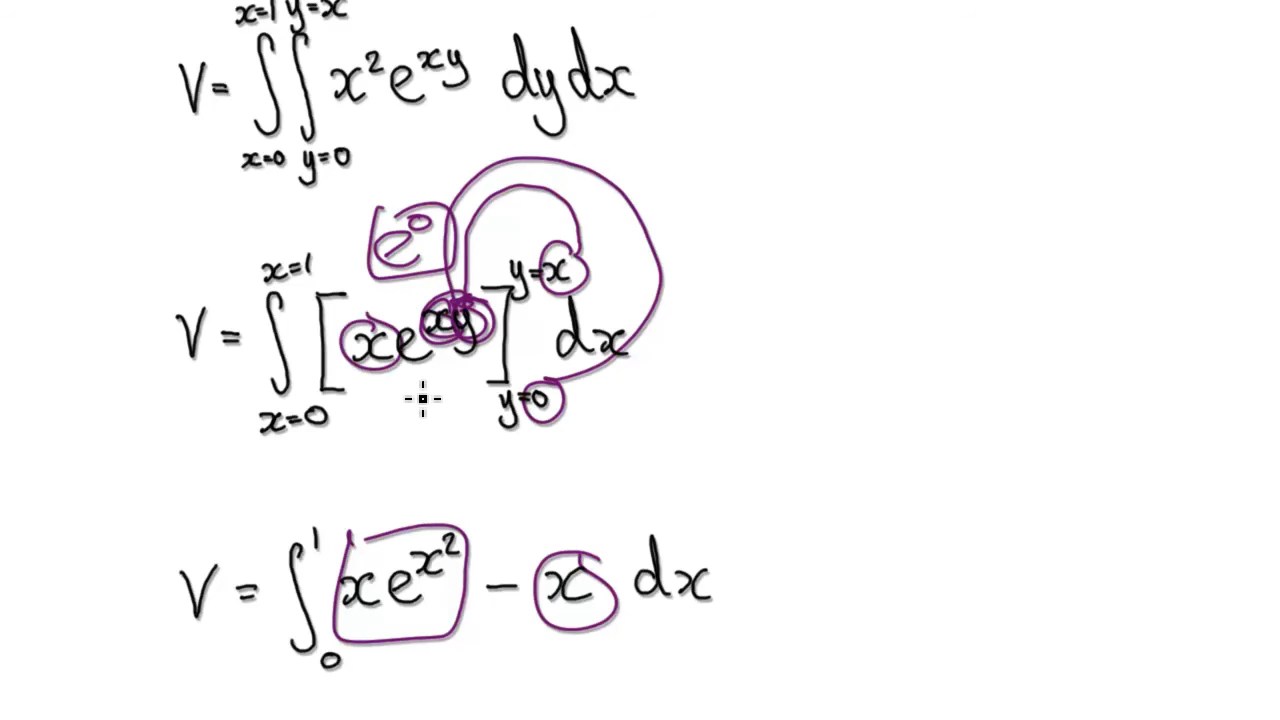 x=1 y=x
V = ∫∫ x²e^{xy} dy dx
x=0 y=0
e⁰
x=1 y=x
V = ∫ [xe^{xy}] dx
x=0 y=0
V = ∫₀¹ xe^{x²} − x dx